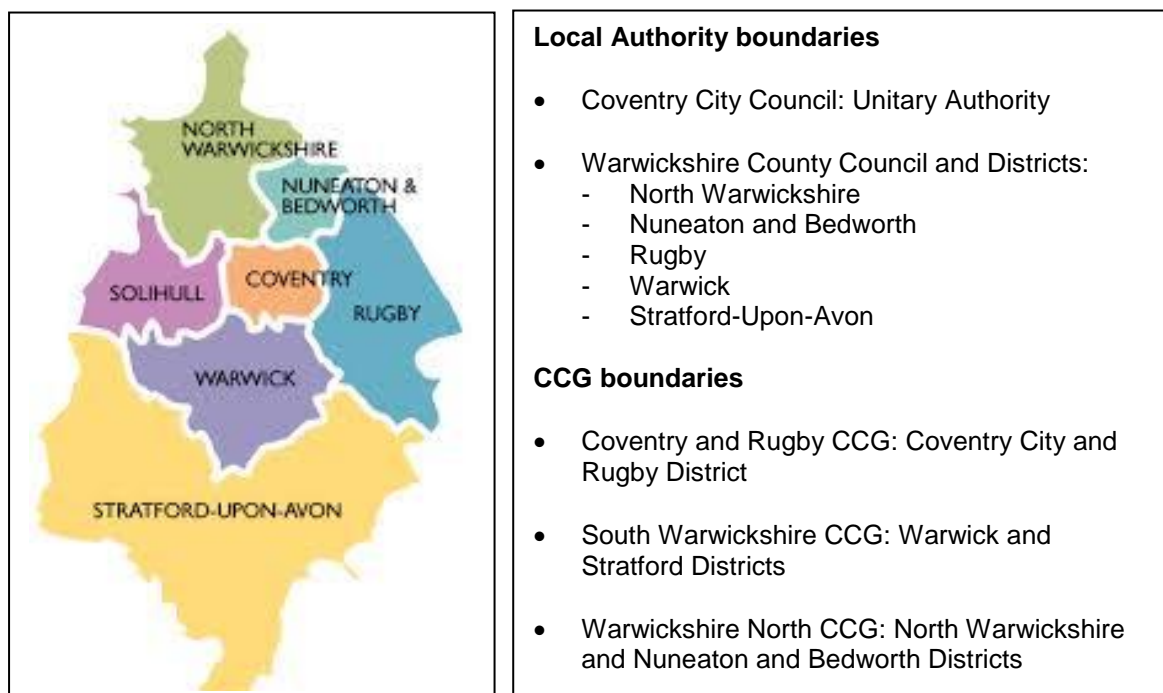 NORTH
WARWICKSHIRE
NUNEATON &
BEDWORTH
SOLIHULL
COVENTRY
RUGBY
WARWICK
STRATFORD-UPON-AVON
Local Authority boundaries
• Coventry City Council: Unitary Authority
• Warwickshire County Council and Districts:
- North Warwickshire
- Nuneaton and Bedworth
- Rugby
- Warwick
- Stratford-Upon-Avon
CCG boundaries
• Coventry and Rugby CCG: Coventry City and
Rugby District
• South Warwickshire CCG: Warwick and
Stratford Districts
• Warwickshire North CCG: North Warwickshire
and Nuneaton and Bedworth Districts